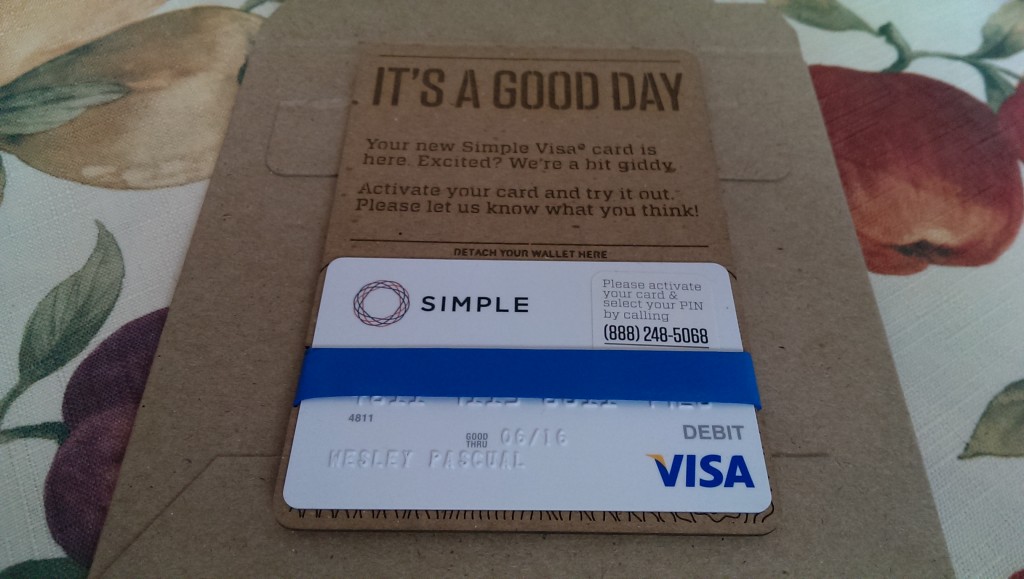 IT'S A GOOD DAY
Your new Simple Visa® card is
here. Excited? We're a bit giddy.
Activate your card and try it out.
Please let us know what you think!
DETACH YOUR WALLET HERE
SIMPLE
Please activate
your card &
select your PIN
by calling
(888) 248-5068
4811
GOOD THRU 06/16
WESLEY PASCUAL
DEBIT
VISA